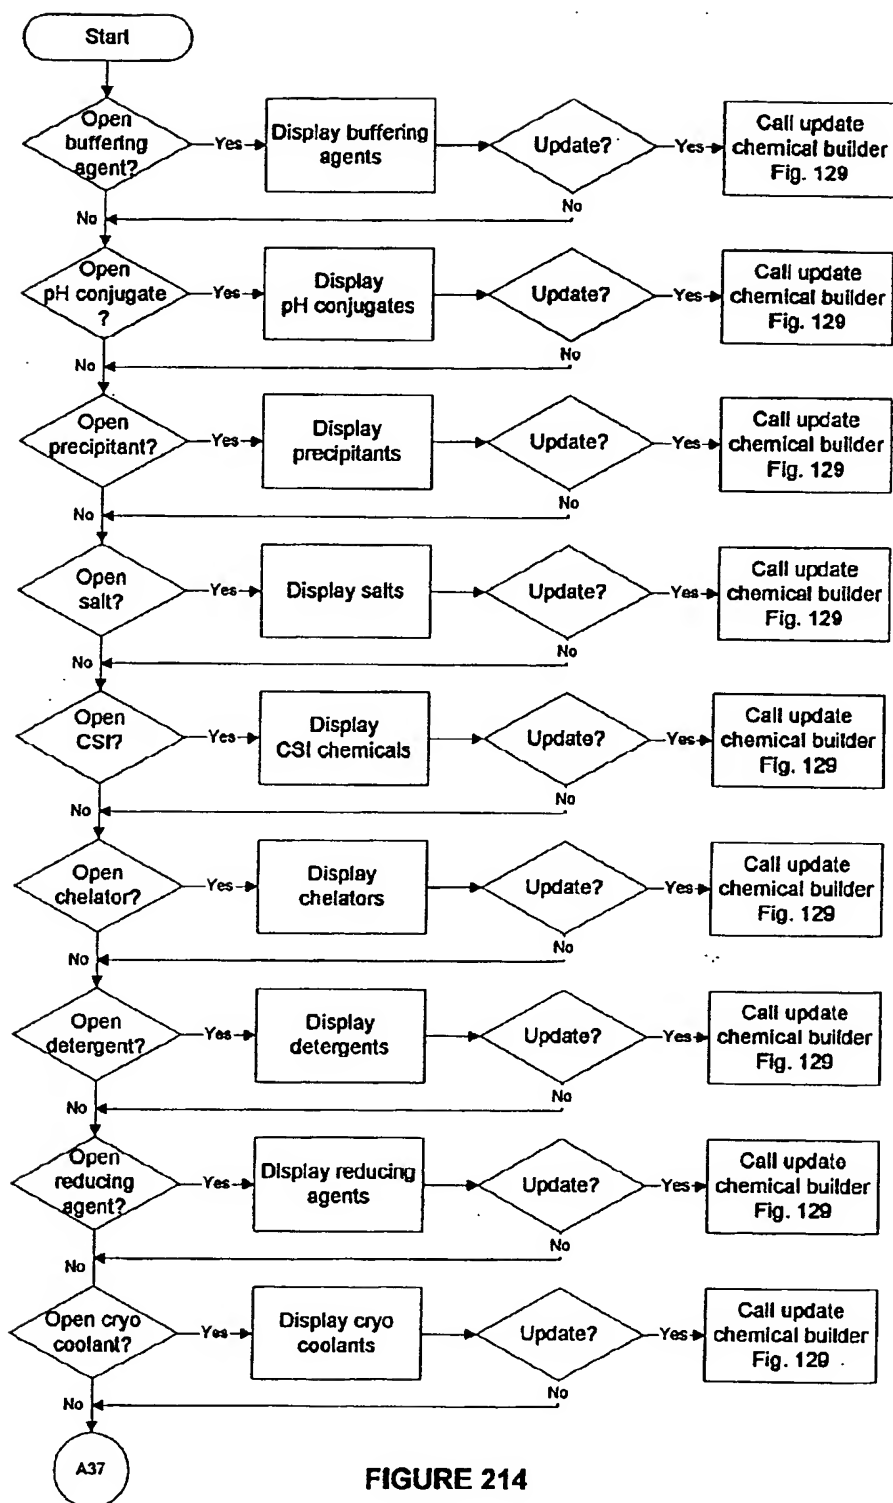 Start
Open
buffering
agent?
Yes
Display buffering
agents
Update?
Yes
Call update
chemical builder
Fig. 129
No
No
Open
pH conjugate
?
Yes
Display
pH conjugates
Update?
Yes
Call update
chemical builder
Fig. 129
No
No
Open
precipitant?
Yes
Display
precipitants
Update?
Yes
Call update
chemical builder
Fig. 129
No
No
Open
salt?
Yes
Display salts
Update?
Yes
Call update
chemical builder
Fig. 129
No
No
Open
CSI?
Yes
Display
CSI chemicals
Update?
Yes
Call update
chemical builder
Fig. 129
No
No
Open
chelator?
Yes
Display
chelators
Update?
Yes
Call update
chemical builder
Fig. 129
No
No
Open
detergent?
Yes
Display
detergents
Update?
Yes
Call update
chemical builder
Fig. 129
No
No
Open
reducing
agent?
Yes
Display reducing
agents
Update?
Yes
Call update
chemical builder
Fig. 129
No
No
Open cryo
coolant?
Yes
Display cryo
coolants
Update?
Yes
Call update
chemical builder
Fig. 129
No
No
A37
FIGURE 214